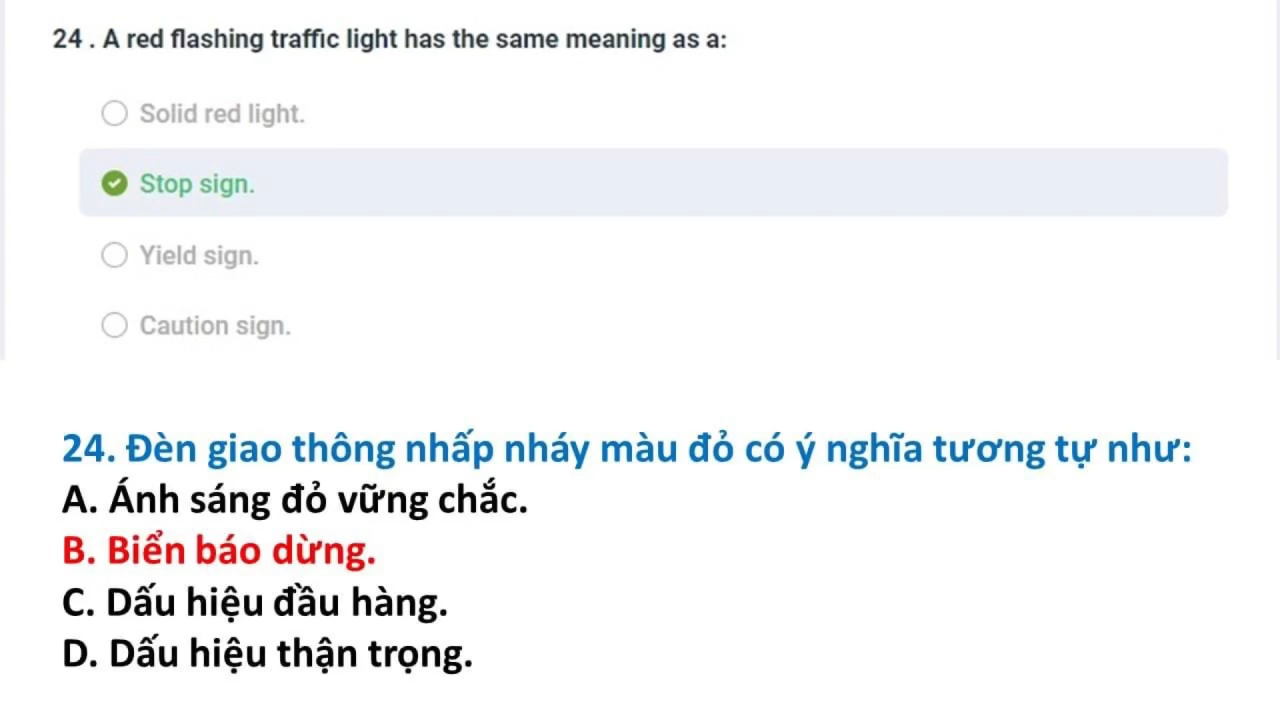 24 . A red flashing traffic light has the same meaning as a:
Solid red light.
Stop sign.
Yield sign.
Caution sign.
24. Đèn giao thông nhấp nháy màu đỏ có ý nghĩa tương tự như:
A. Ánh sáng đỏ vững chắc.
B. Biển báo dừng.
C. Dấu hiệu đầu hàng.
D. Dấu hiệu thận trọng.